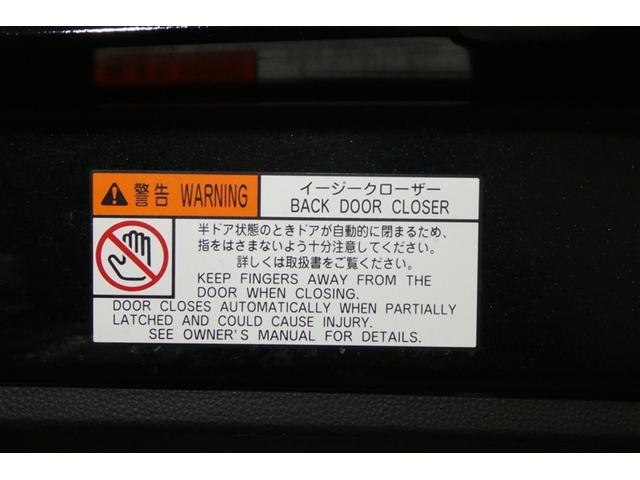 警告 WARNING
イージークローザー
BACK DOOR CLOSER
半ドア状態のときドアが自動的に閉まるため、
指をはさまないよう十分注意してください。
詳しくは取扱書をご覧ください。
KEEP FINGERS AWAY FROM THE
DOOR WHEN CLOSING.
DOOR CLOSES AUTOMATICALLY WHEN PARTIALLY
LATCHED AND COULD CAUSE INJURY.
SEE OWNER'S MANUAL FOR DETAILS.